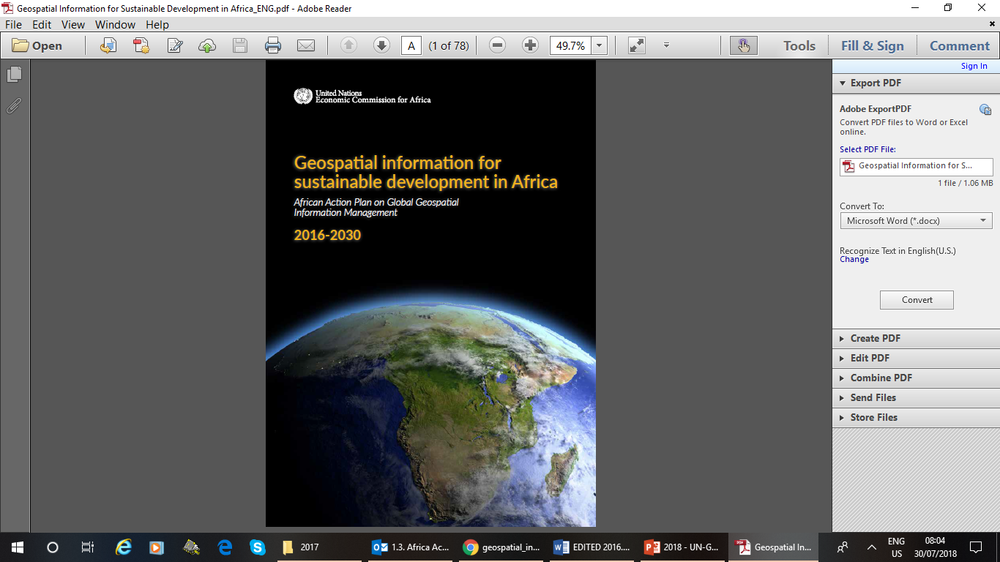 Geospatial Information for Sustainable Development in Africa_ENG.pdf - Adobe Reader
File Edit View Window Help
Open
A (1 of 78)
49.7%
Tools Fill & Sign Comment
Sign In
Export PDF
Adobe ExportPDF
Convert PDF files to Word or Excel
online.
Select PDF File:
Geospatial Information for S...
1 file / 1.06 MB
Convert To:
Microsoft Word (*.docx)
Recognize Text in English(U.S.)
Change
Convert
Create PDF
Edit PDF
Combine PDF
Send Files
Store Files
United Nations
Economic Commission for Africa
Geospatial information for
sustainable development in Africa
African Action Plan on Global Geospatial
Information Management
2016-2030
2017
1.3. Africa Ac...
geospatial_in...
EDITED 2016....
2018 - UN-G...
Geospatial In...
ENG
US
08:04
30/07/2018